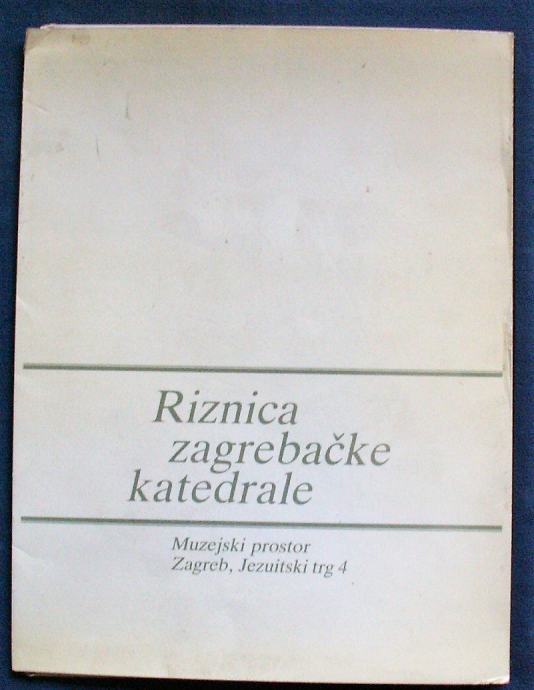 Riznica
zagrebačke
katedrale
Muzejski prostor
Zagreb, Jezuitski trg 4